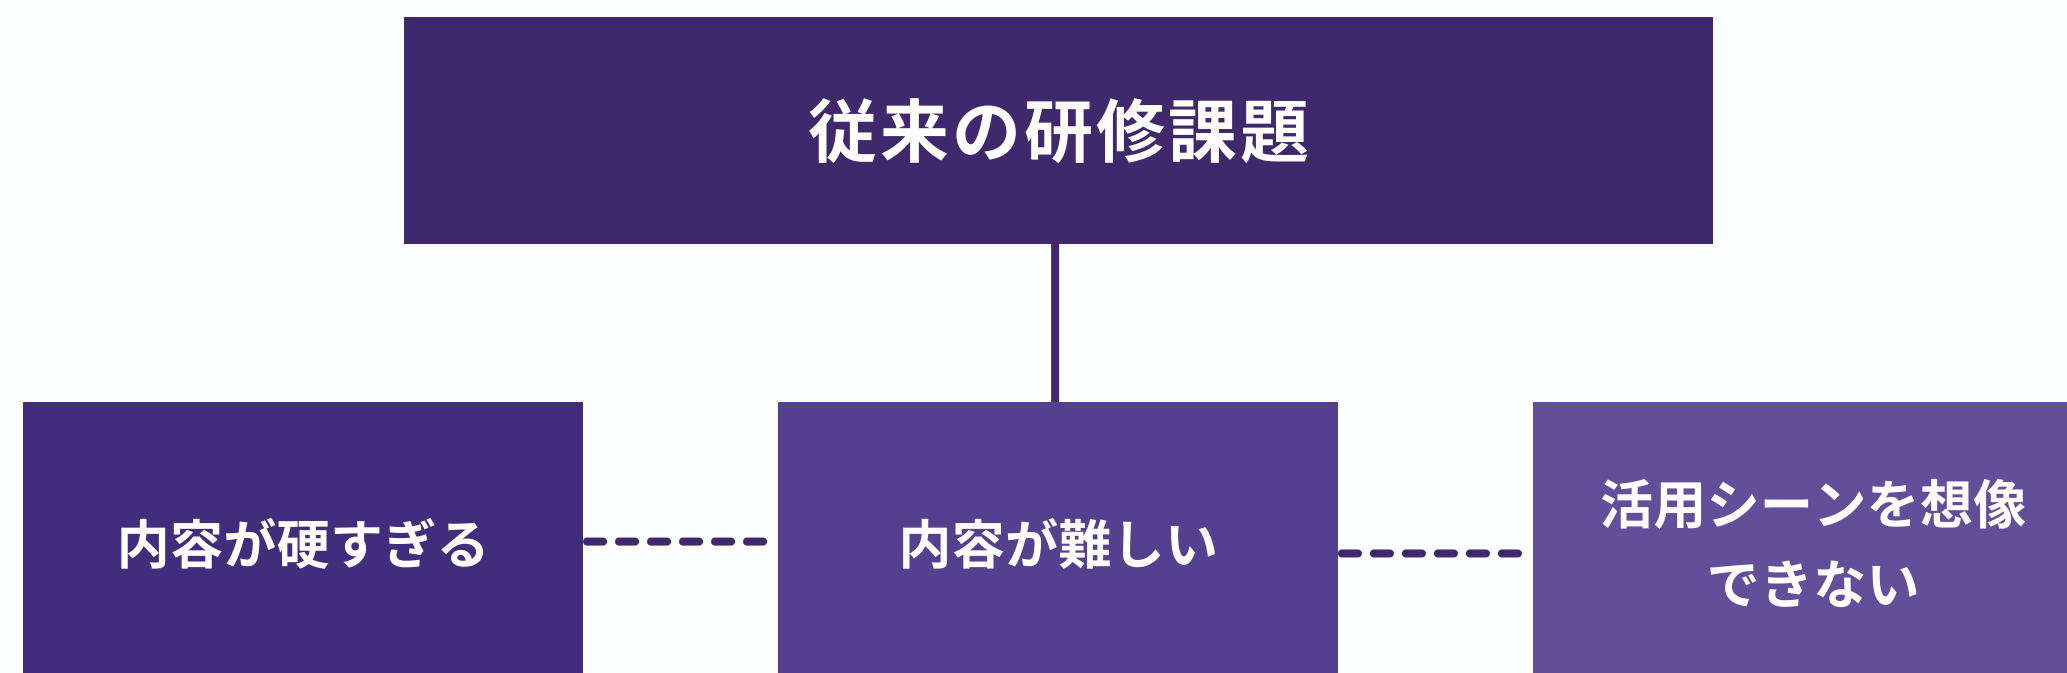 従来の研修課題
内容が硬すぎる
内容が難しい
活用シーンを想像
できない